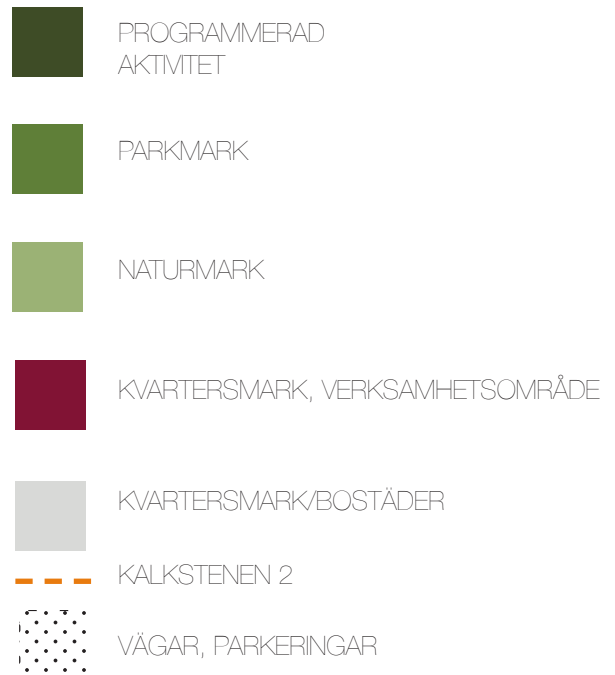 PROGRAMMERAD
AKTIVITET
PARKMARK
NATURMARK
KVARTERSMARK, VERKSAMHETSOMRÅDE
KVARTERSMARK/BOSTÄDER
KALKSTENEN 2
VÄGAR, PARKERINGAR